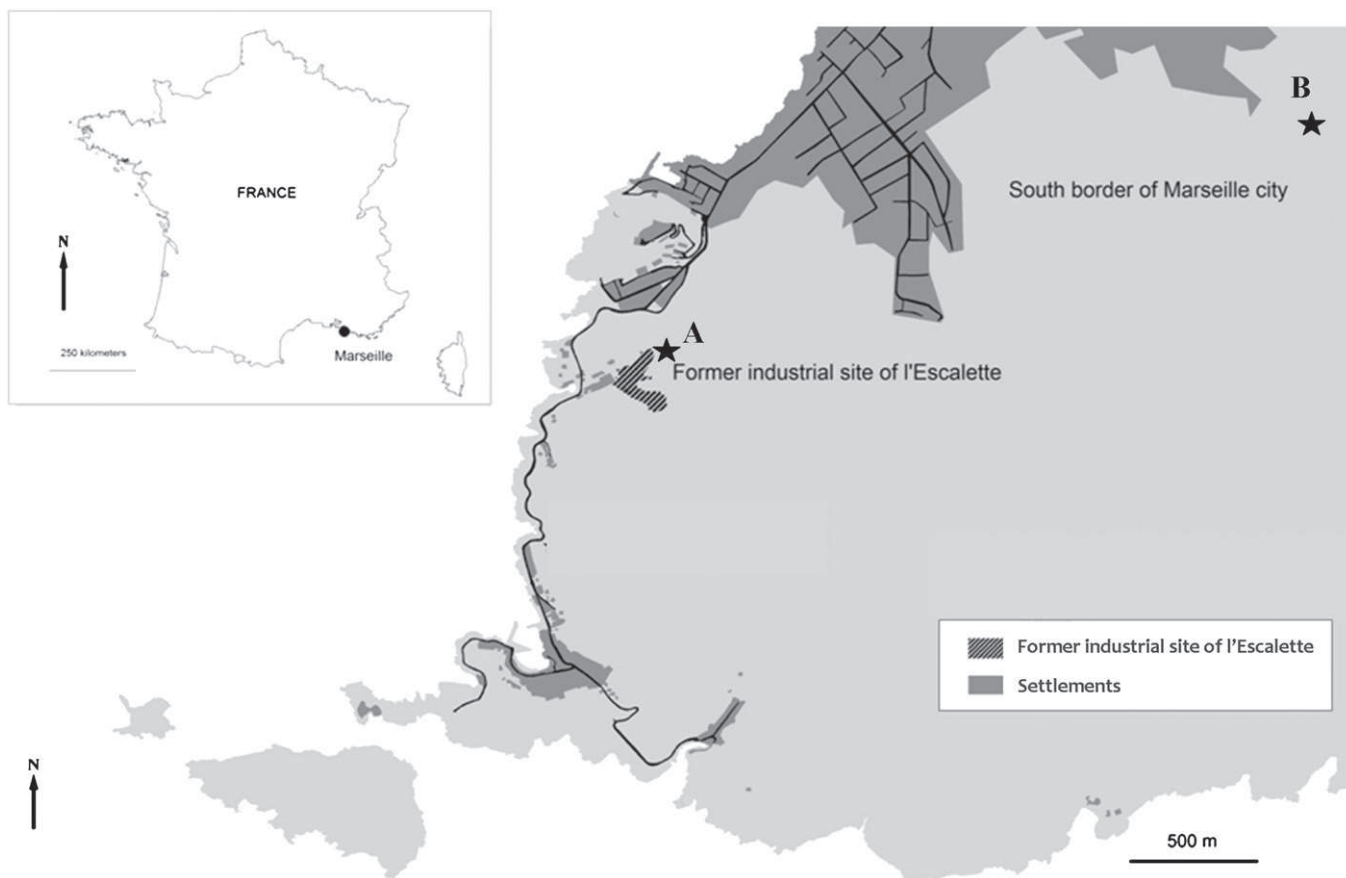 N
FRANCE
250 kilometers
Marseille
B
South border of Marseille city
A
Former industrial site of l'Escalette
Former industrial site of l’Escalette
Settlements
N
500 m